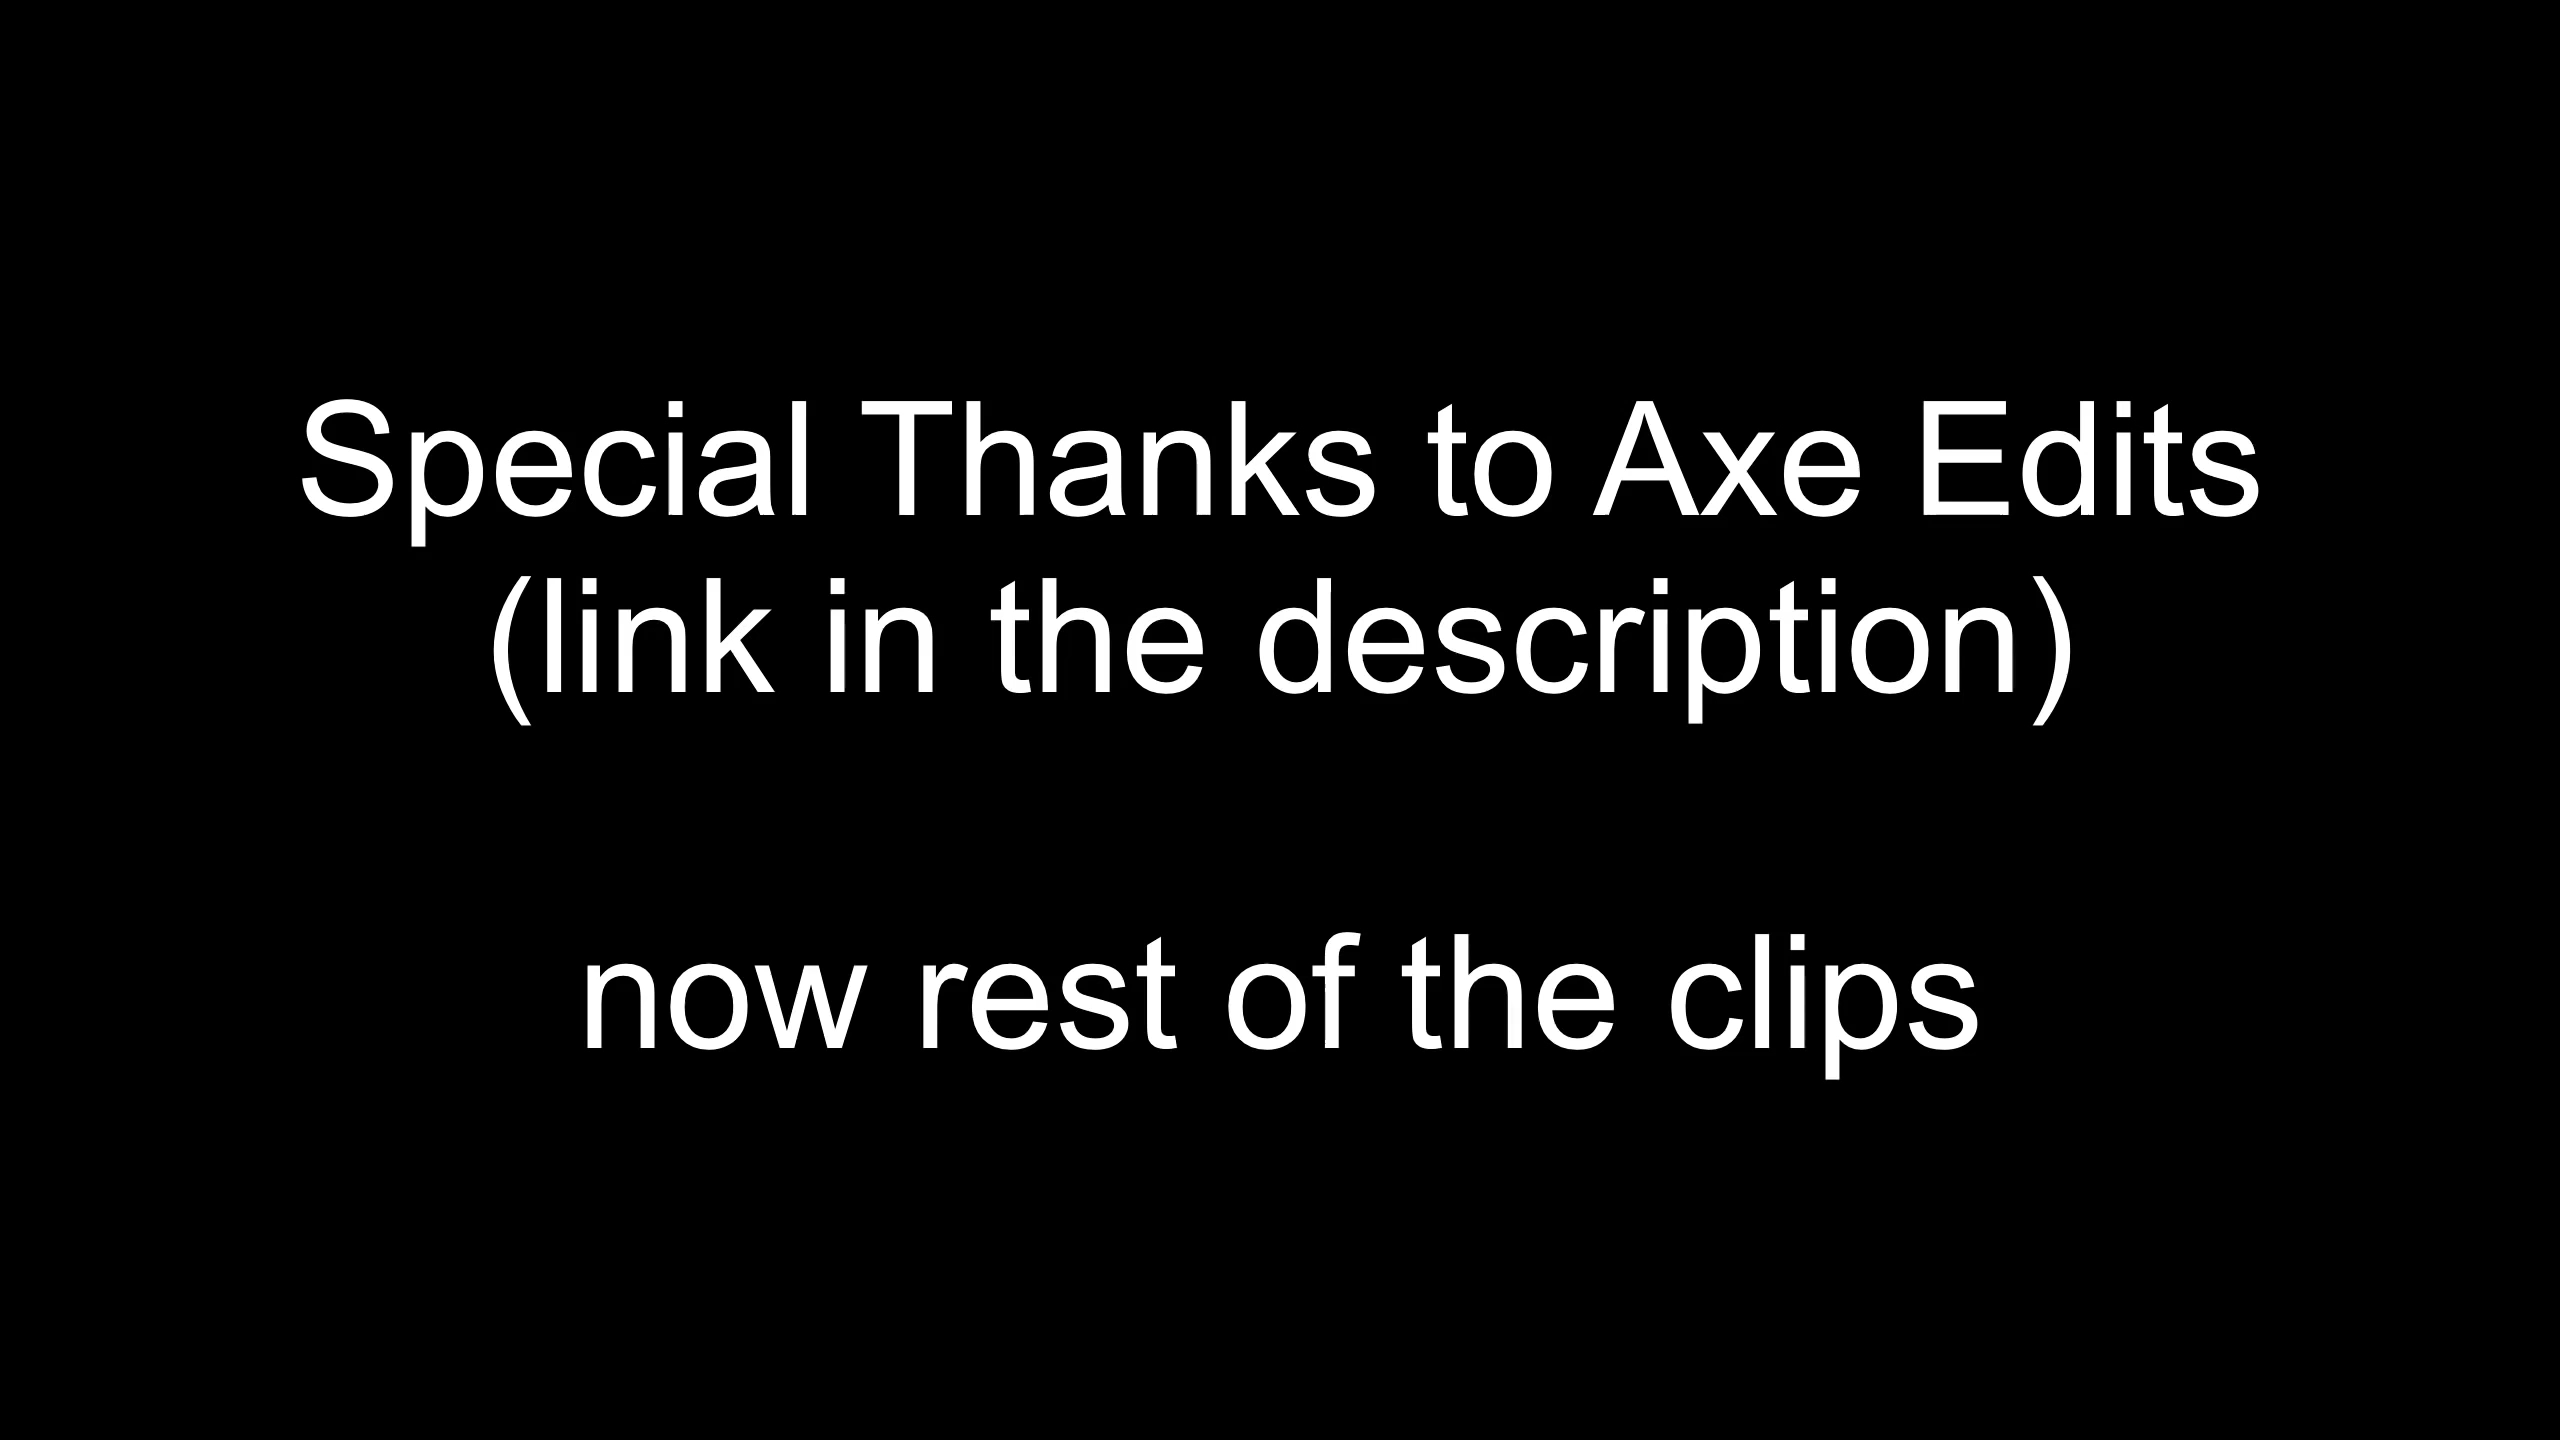 Special Thanks to Axe Edits
(link in the description)
now rest of the clips